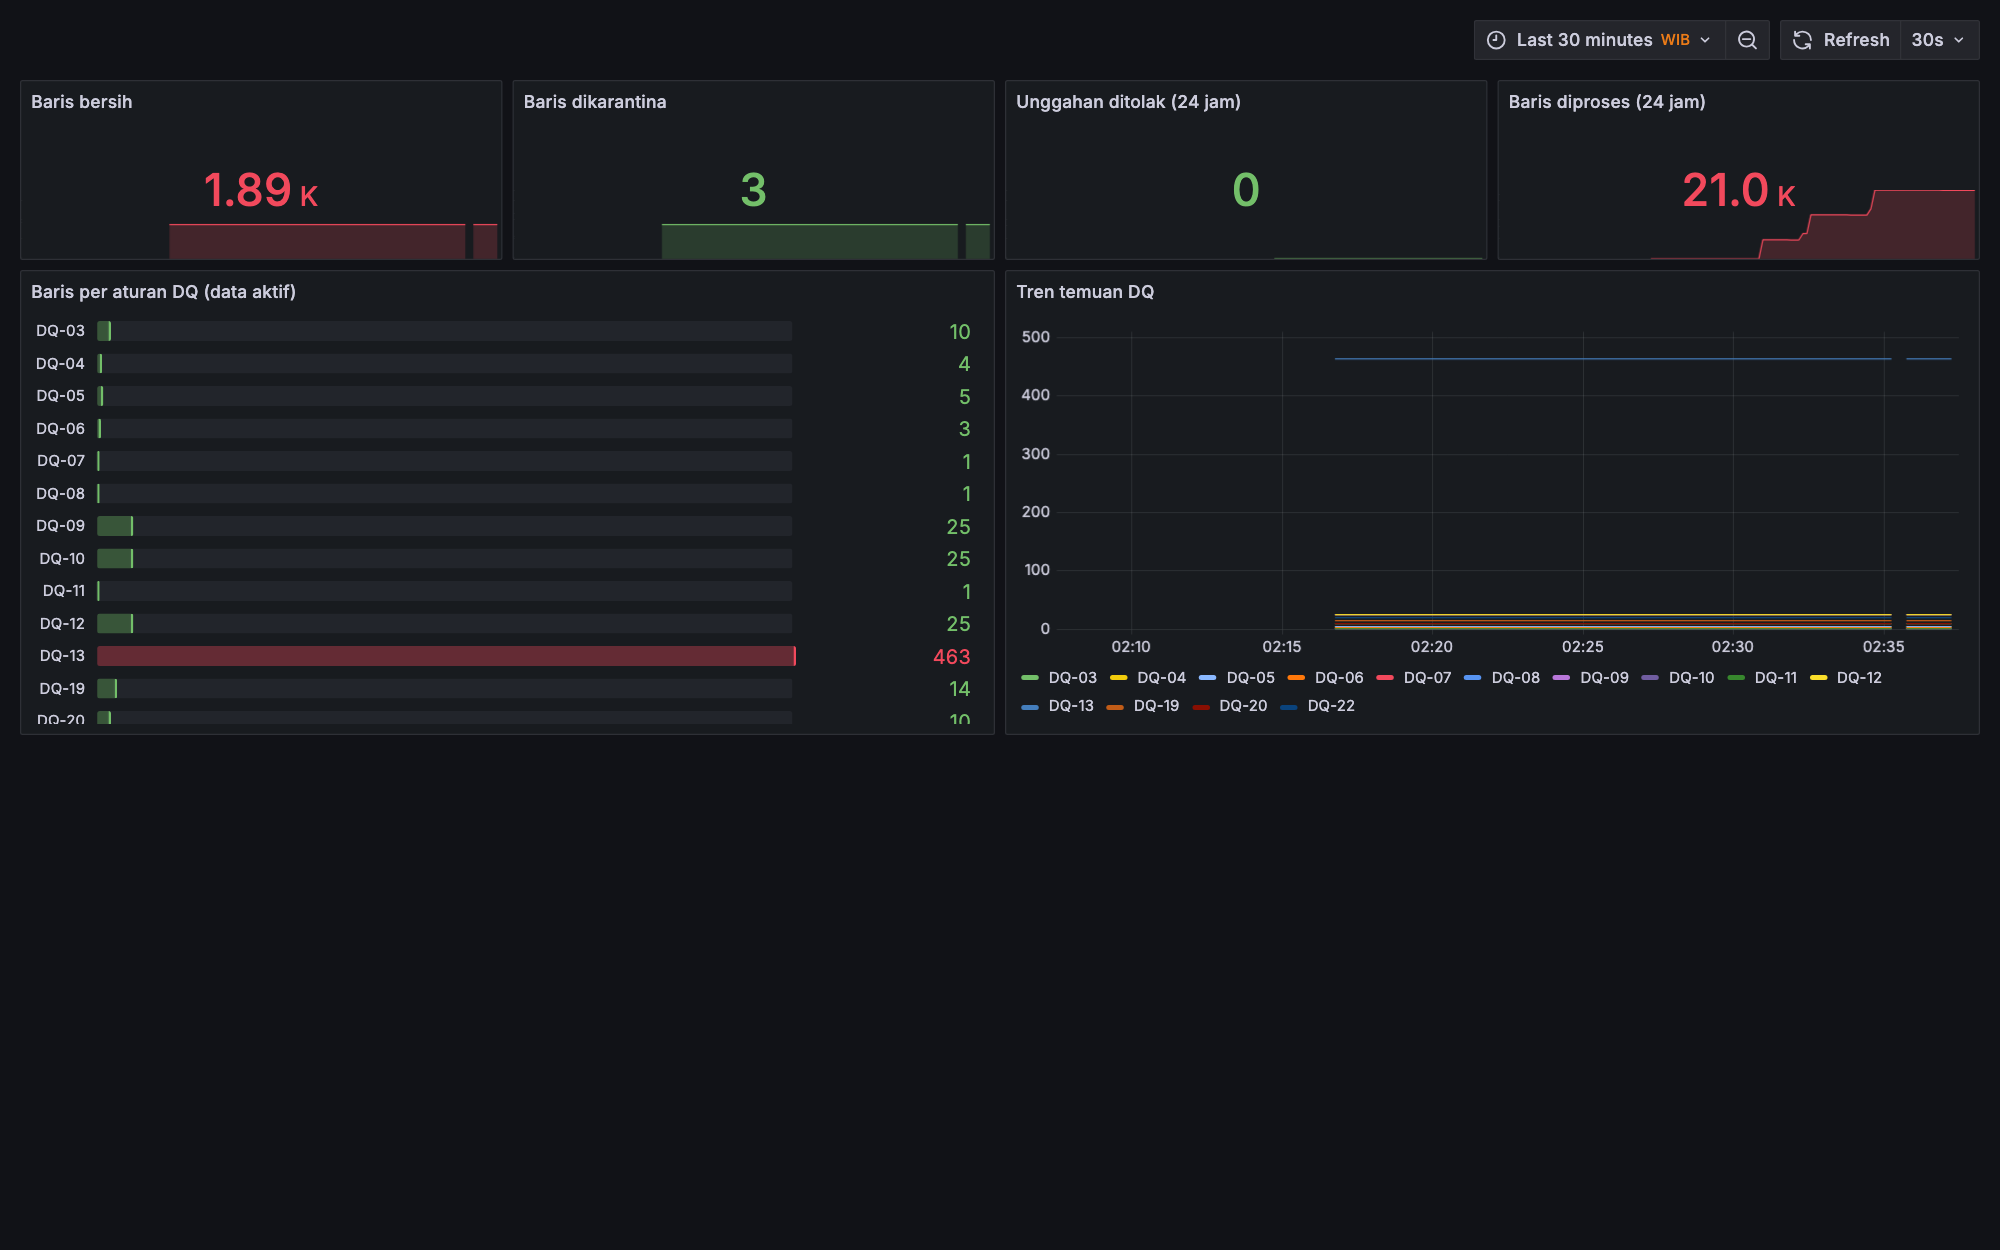 Last 30 minutes WIB
Refresh 30s
Baris bersih
1.89 K
Baris dikarantina
3
Unggahan ditolak (24 jam)
0
Baris diproses (24 jam)
21.0 K
Baris per aturan DQ (data aktif)
DQ-03 10
DQ-04 4
DQ-05 5
DQ-06 3
DQ-07 1
DQ-08 1
DQ-09 25
DQ-10 25
DQ-11 1
DQ-12 25
DQ-13 463
DQ-19 14
DQ-20 10
Tren temuan DQ
500
400
300
200
100
0
02:10 02:15 02:20 02:25 02:30 02:35
DQ-03 DQ-04 DQ-05 DQ-06 DQ-07 DQ-08 DQ-09 DQ-10 DQ-11 DQ-12
DQ-13 DQ-19 DQ-20 DQ-22